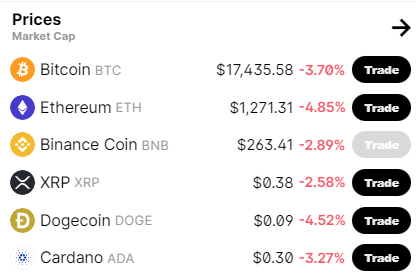 Prices
Market Cap
Bitcoin BTC $17,435.58 -3.70% Trade
Ethereum ETH $1,271.31 -4.85% Trade
Binance Coin BNB $263.41 -2.89% Trade
XRP XRP $0.38 -2.58% Trade
Dogecoin DOGE $0.09 -4.52% Trade
Cardano ADA $0.30 -3.27% Trade